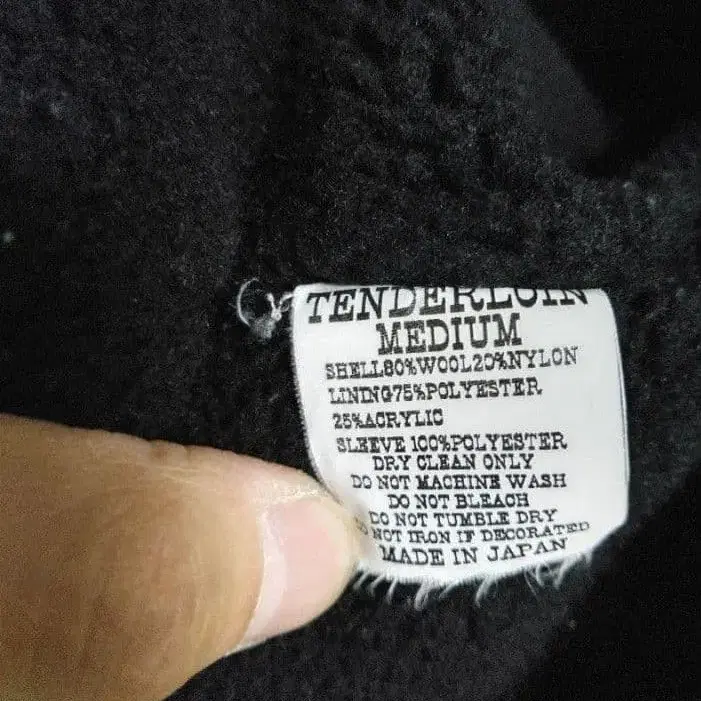 TENDERLOIN
MEDIUM
SHELL80%WOOL20%NYLON
LINING75%POLYESTER
25%ACRYLIC
SLEEVE 100%POLYESTER
DRY CLEAN ONLY
DO NOT MACHINE WASH
DO NOT BLEACH
DO NOT TUMBLE DRY
NOT IRON IF DECORATED
MADE IN JAPAN